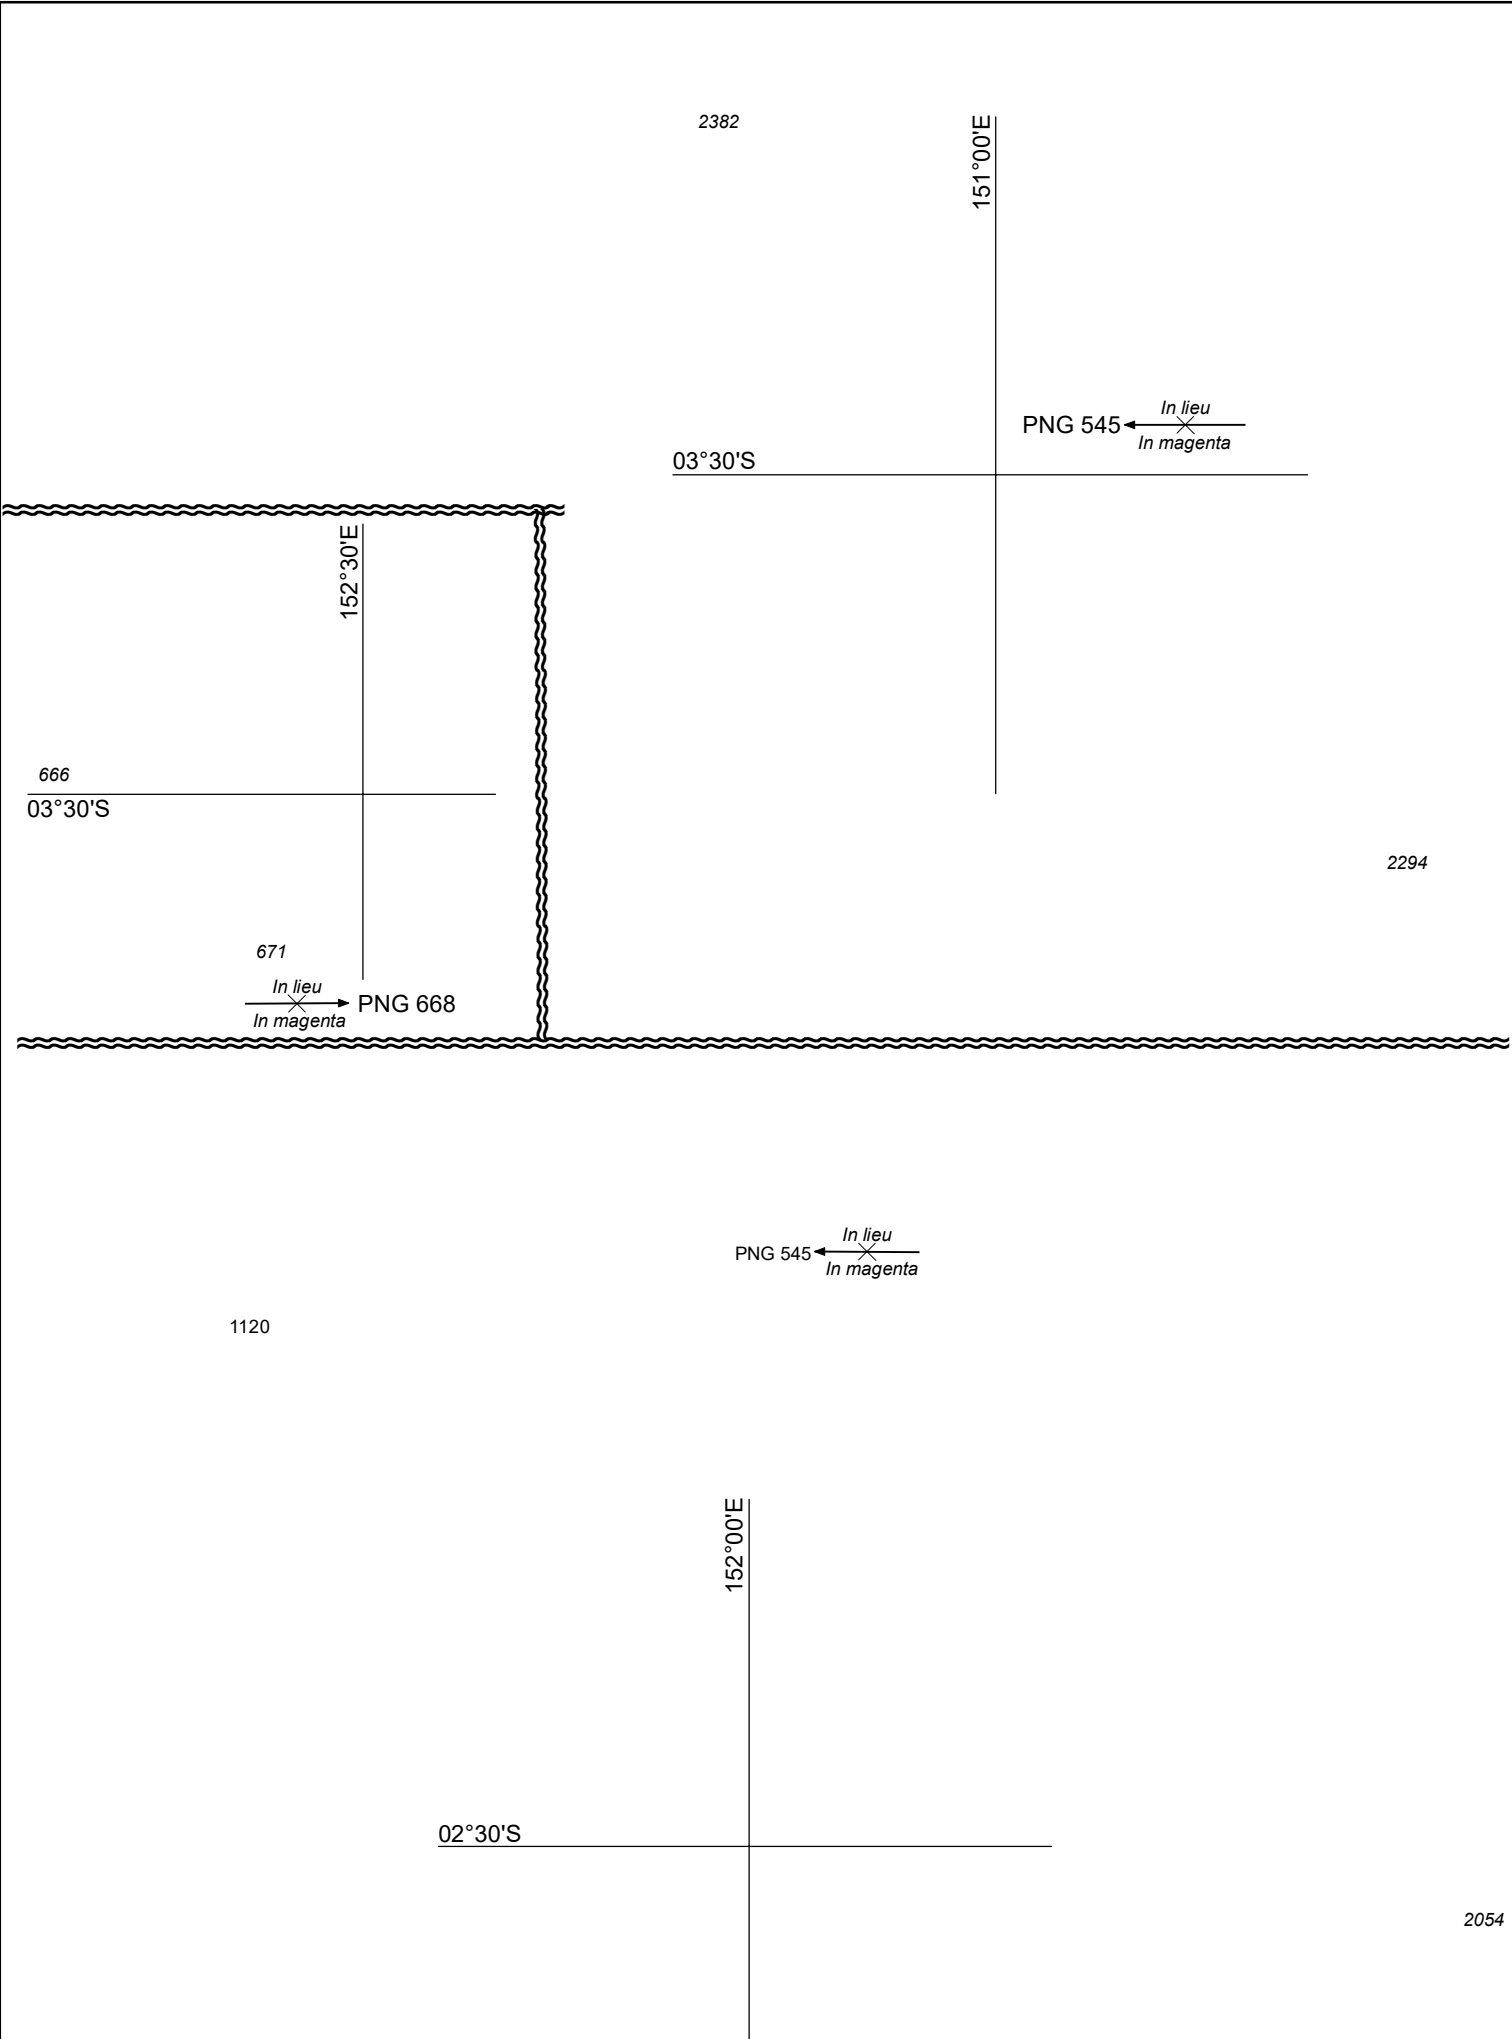 2382
151°00'E
In lieu
PNG 545
In magenta
03°30'S
152°30'E
666
03°30'S
2294
671
In lieu
PNG 668
In magenta
In lieu
PNG 545
In magenta
1120
152°00'E
02°30'S
2054